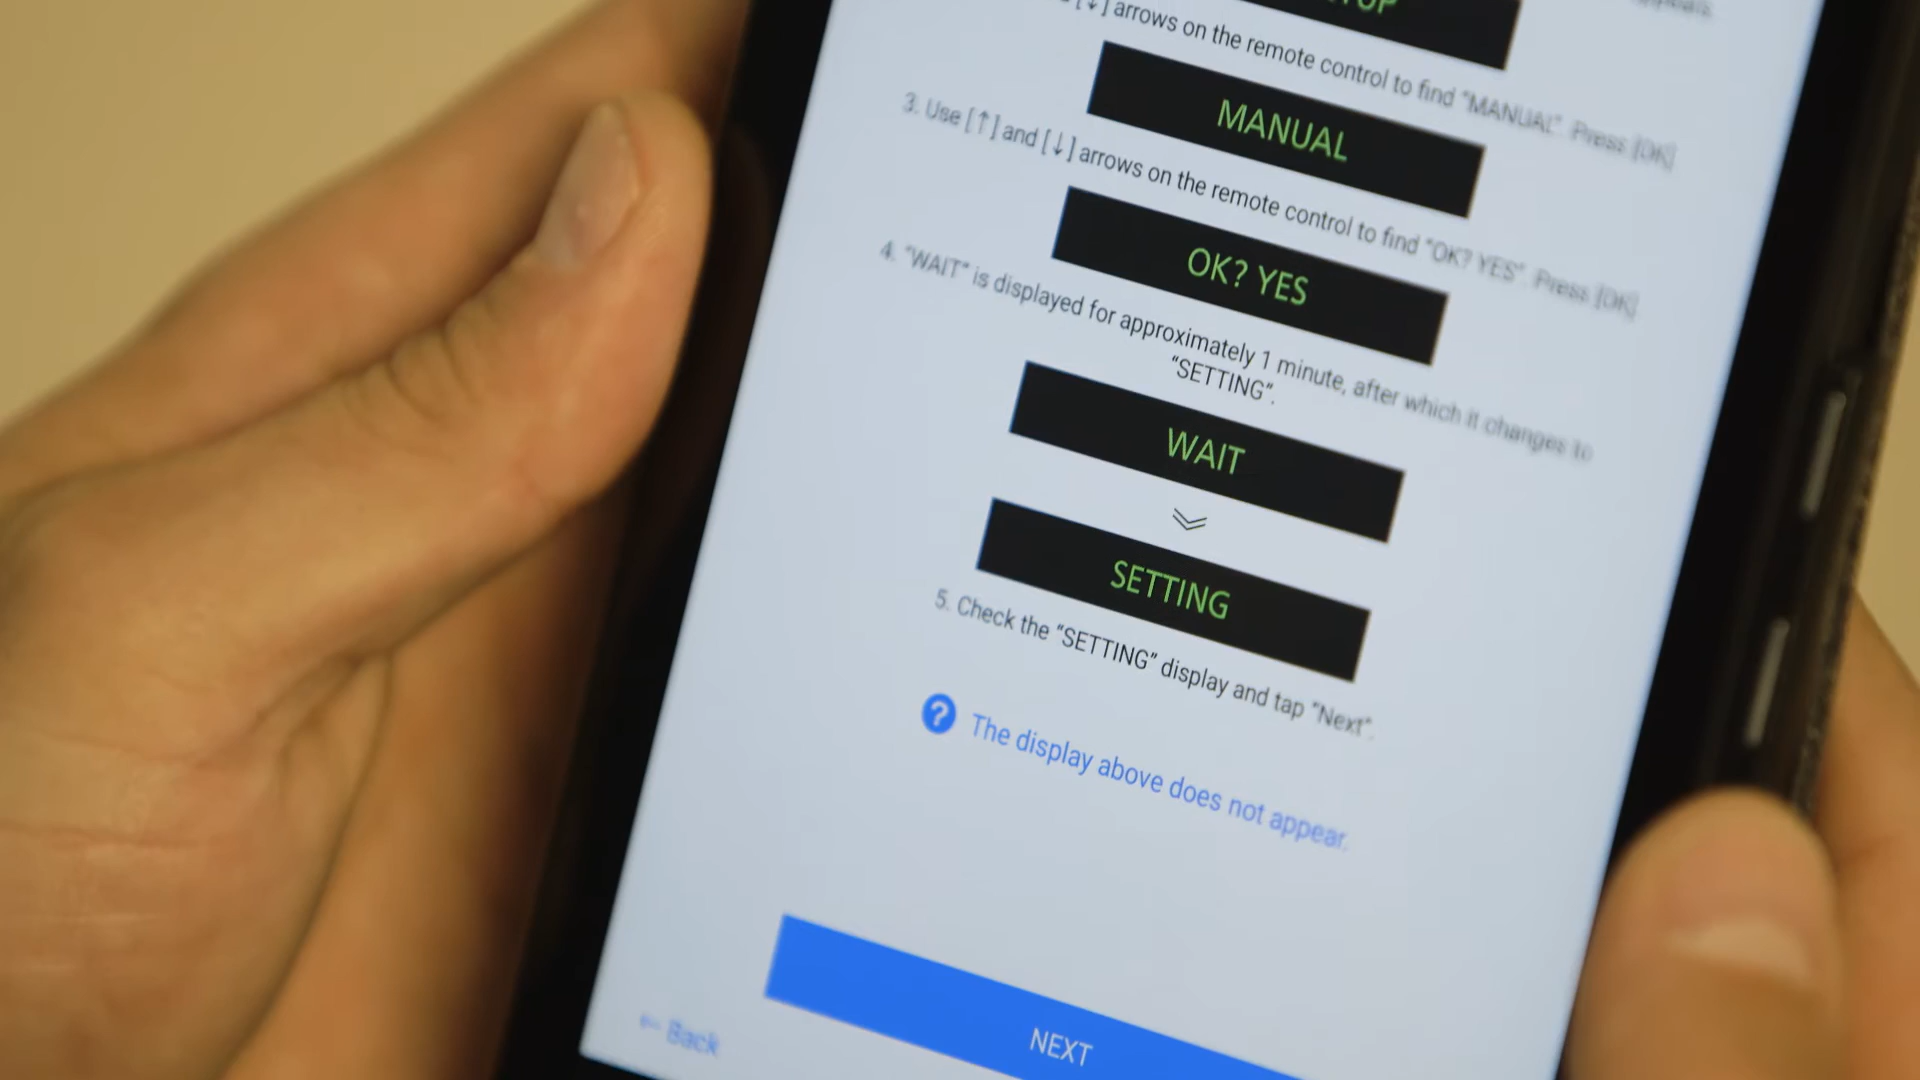 [↓] arrows on the remote control to find “MANUAL”. Press [OK]
MANUAL
3. Use [↑] and [↓] arrows on the remote control to find “OK? YES”. Press [OK]
OK? YES
4. “WAIT” is displayed for approximately 1 minute, after which it changes to
“SETTING”.
WAIT
SETTING
5. Check the “SETTING” display and tap “Next”.
? The display above does not appear.
NEXT
← Back